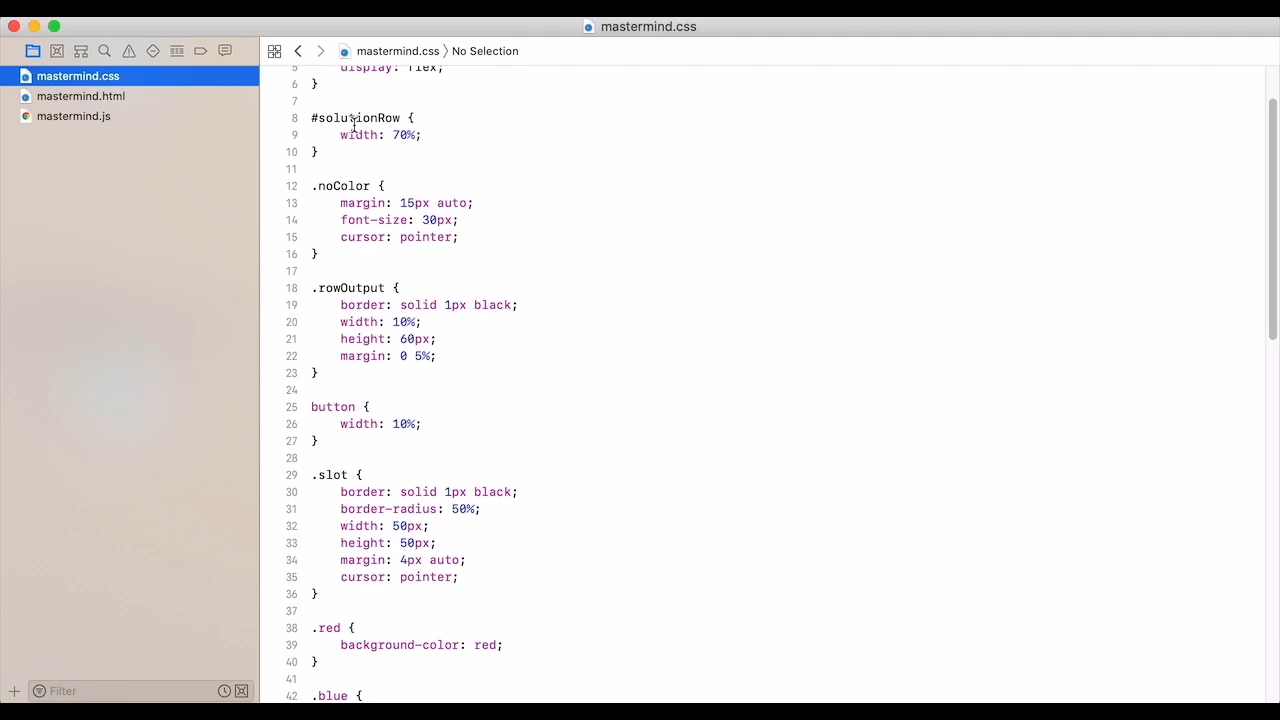 mastermind.css
mastermind.css 〉 No Selection
mastermind.css
mastermind.html
mastermind.js
5 display: flex;
6 }
7
8 #solutionRow {
9 width: 70%;
10 }
11
12 .noColor {
13 margin: 15px auto;
14 font-size: 30px;
15 cursor: pointer;
16 }
17
18 .rowOutput {
19 border: solid 1px black;
20 width: 10%;
21 height: 60px;
22 margin: 0 5%;
23 }
24
25 button {
26 width: 10%;
27 }
28
29 .slot {
30 border: solid 1px black;
31 border-radius: 50%;
32 width: 50px;
33 height: 50px;
34 margin: 4px auto;
35 cursor: pointer;
36 }
37
38 .red {
39 background-color: red;
40 }
41
42 .blue {
Filter